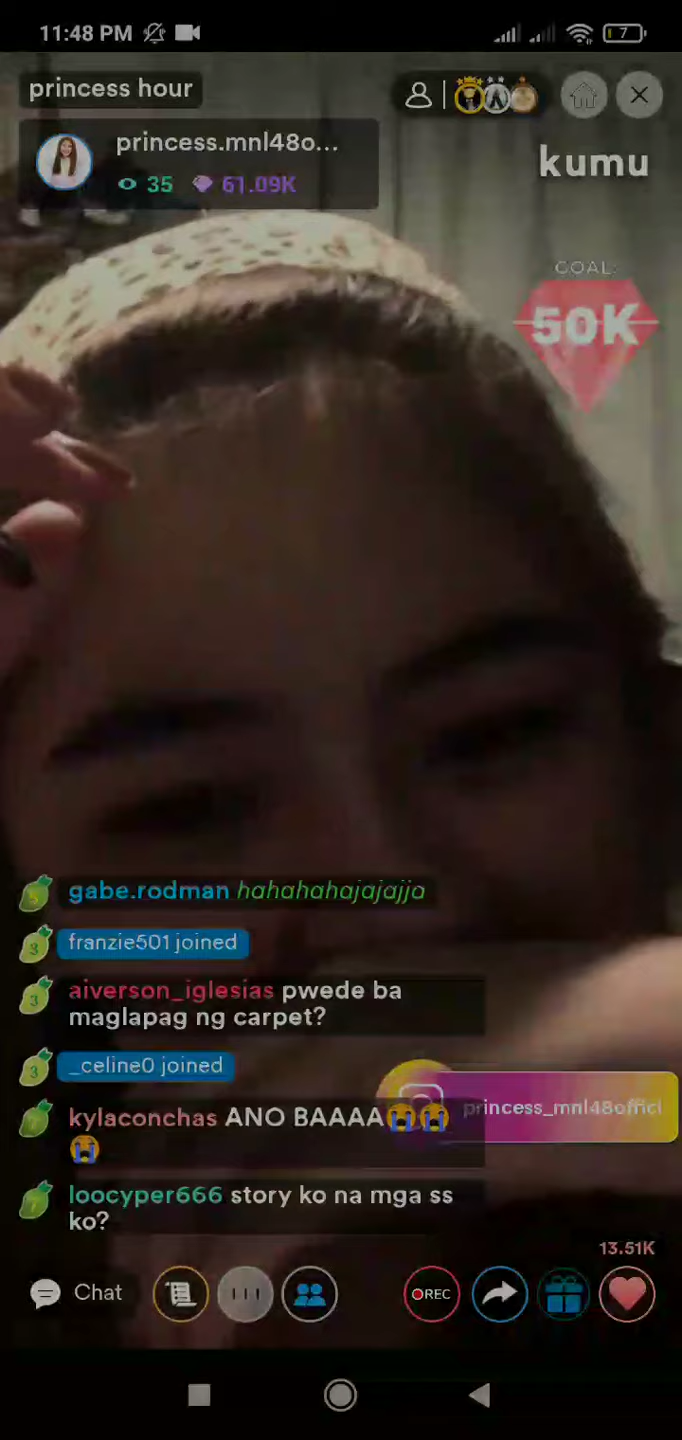 11:48 PM
7
princess hour
princess.mnl48o...
35 61.09K
kumu
GOAL:
50K
gabe.rodman hahahahajajajja
franzie501 joined
aiverson_iglesias pwede ba
maglapag ng carpet?
_celine0 joined
princess_mnl48offici
kylaconchas ANO BAAAA😭😭
😭
loocyper666 story ko na mga ss
ko?
13.51K
Chat
REC